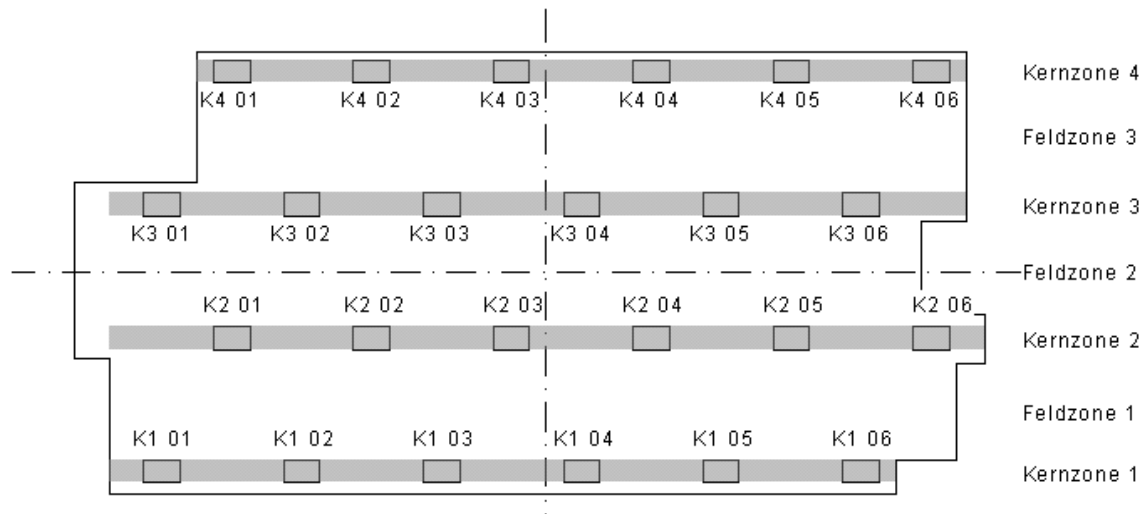 Kernzone 4
K4 01 K4 02 K4 03 K4 04 K4 05 K4 06
Feldzone 3
Kernzone 3
K3 01 K3 02 K3 03 K3 04 K3 05 K3 06
Feldzone 2
K2 01 K2 02 K2 03 K2 04 K2 05 K2 06
Kernzone 2
Feldzone 1
K1 01 K1 02 K1 03 K1 04 K1 05 K1 06
Kernzone 1